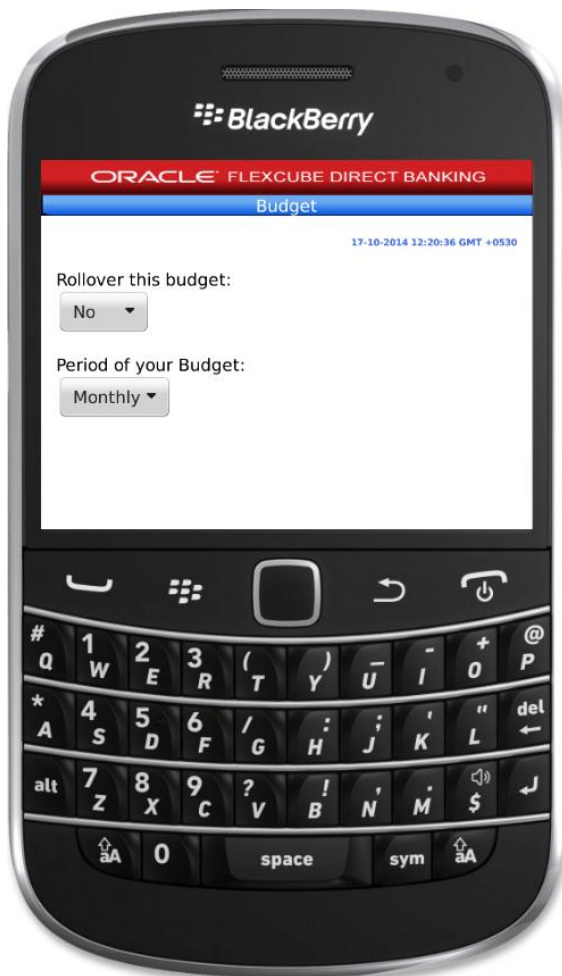 BlackBerry
ORACLE FLEXCUBE DIRECT BANKING
Budget
17-10-2014 12:20:36 GMT +0530
Rollover this budget:
No
Period of your Budget:
Monthly
# 1 2 3 ( ) _ - + @
Q W E R T Y U I O P
* 4 5 6 / : ; ' " del
A S D F G H J K L
alt 7 8 9 ? ! , .
Z X C V B N M $
aA 0 space sym aA